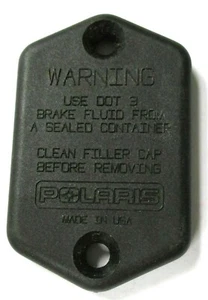 WARNING
USE DOT 3
BRAKE FLUID FROM
A SEALED CONTAINER
CLEAN FILLER CAP
BEFORE REMOVING
POLARIS
MADE IN USA